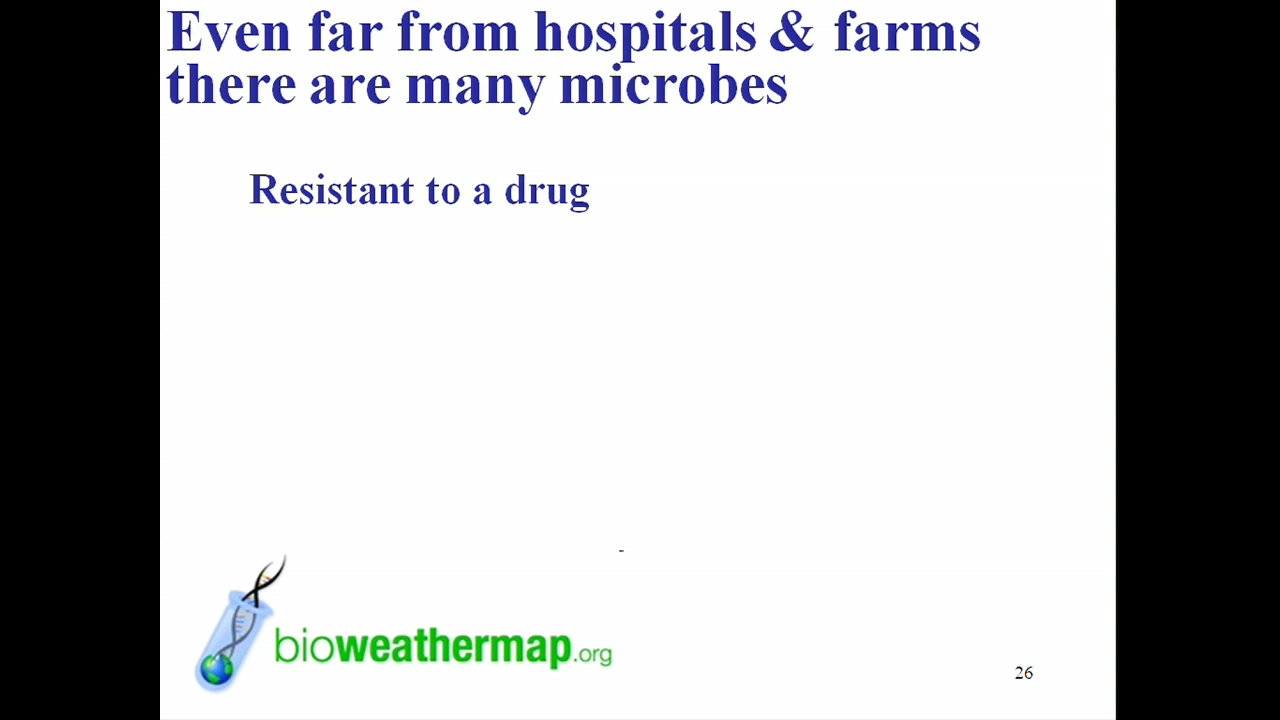 Even far from hospitals & farms
there are many microbes
Resistant to a drug
-
bioweathermap.org
26